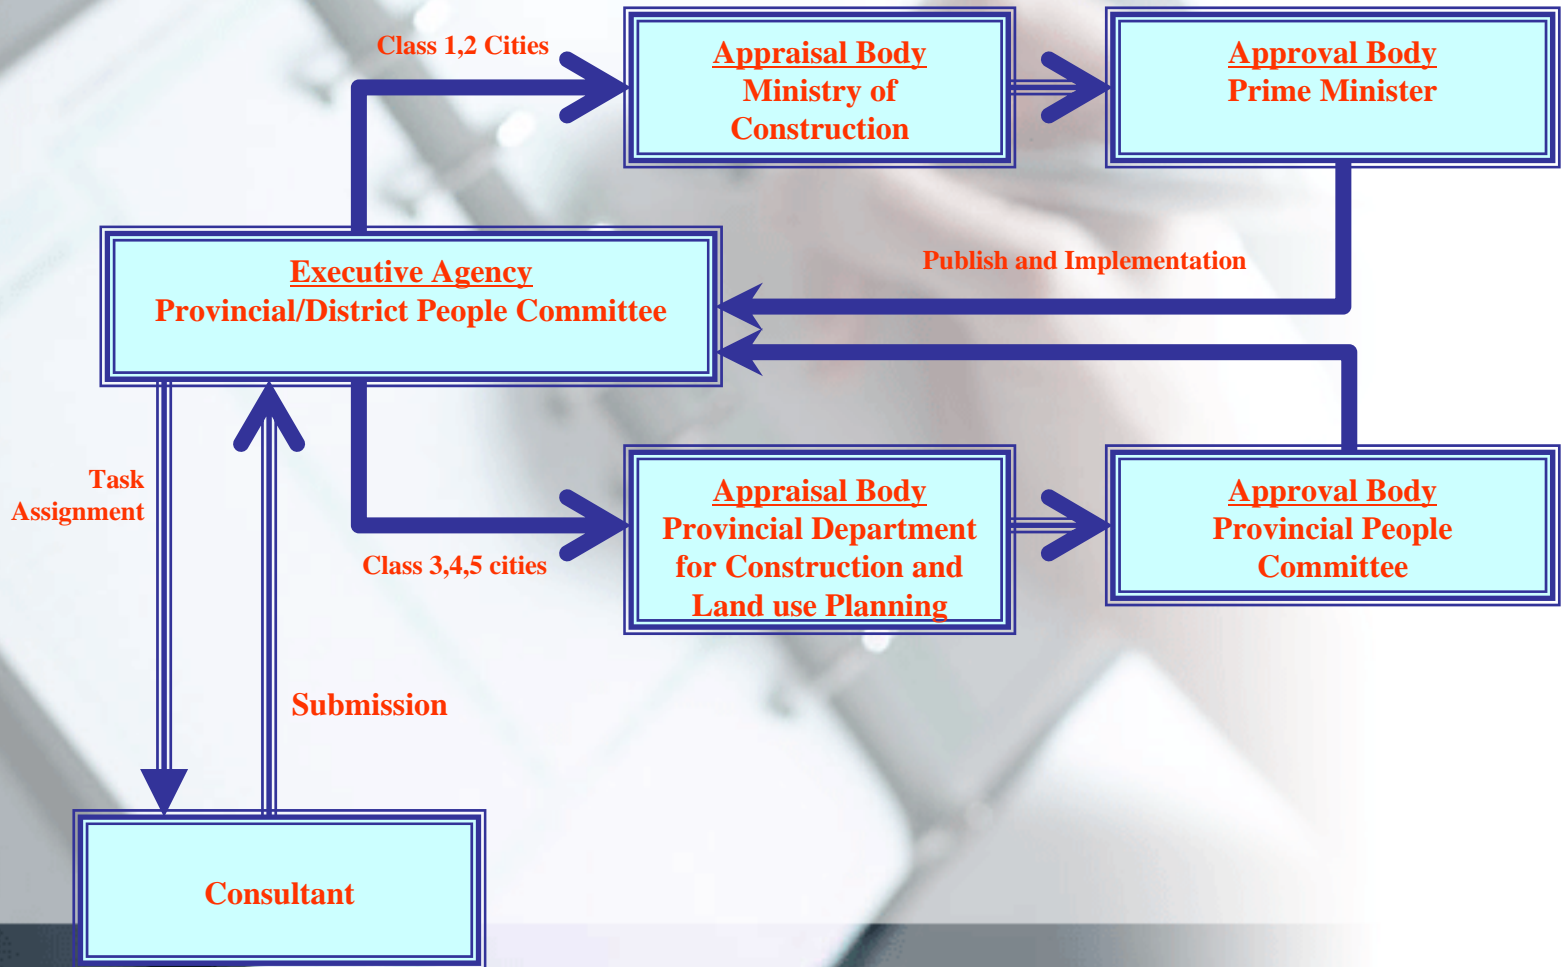 Class 1,2 Cities
Appraisal Body
Ministry of
Construction
Approval Body
Prime Minister
Executive Agency
Provincial/District People Committee
Publish and Implementation
Task
Assignment
Class 3,4,5 cities
Appraisal Body
Provincial Department
for Construction and
Land use Planning
Approval Body
Provincial People
Committee
Submission
Consultant